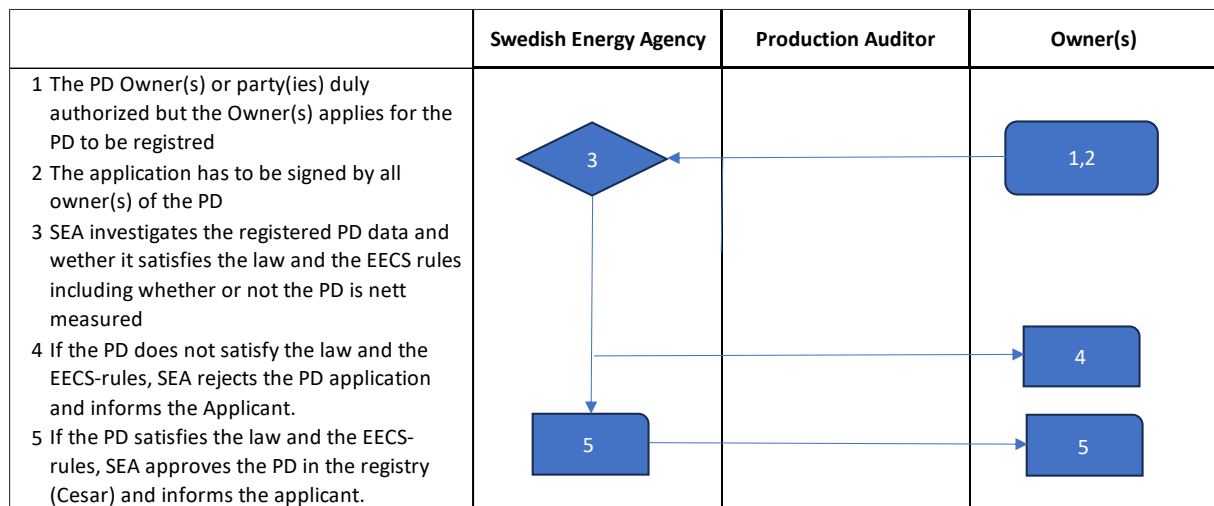 Swedish Energy Agency Production Auditor Owner(s)
1 The PD Owner(s) or party(ies) duly
authorized but the Owner(s) applies for the
PD to be registred
2 The application has to be signed by all
owner(s) of the PD
3 SEA investigates the registered PD data and
wether it satisfies the law and the EECS rules
including whether or not the PD is nett
measured
4 If the PD does not satisfy the law and the
EECS-rules, SEA rejects the PD application
and informs the Applicant.
5 If the PD satisfies the law and the EECS-
rules, SEA approves the PD in the registry
(Cesar) and informs the applicant.
3
1,2
4
5
5